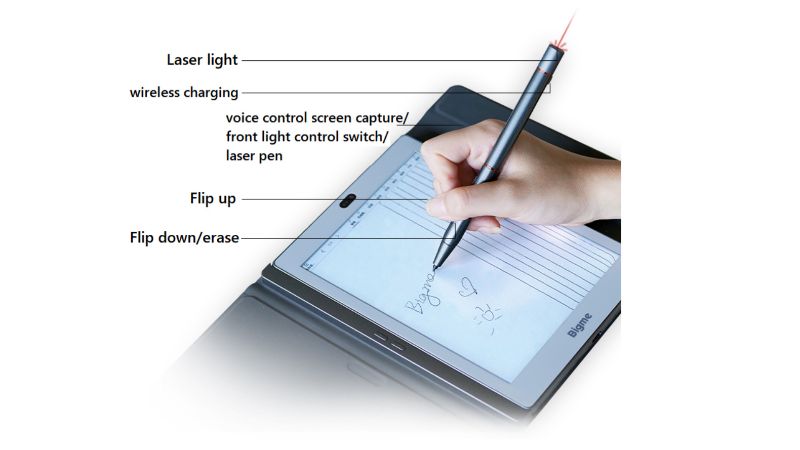 Laser light
wireless charging
voice control screen capture/
front light control switch/
laser pen
Flip up
Flip down/erase
Bigme
Bigme